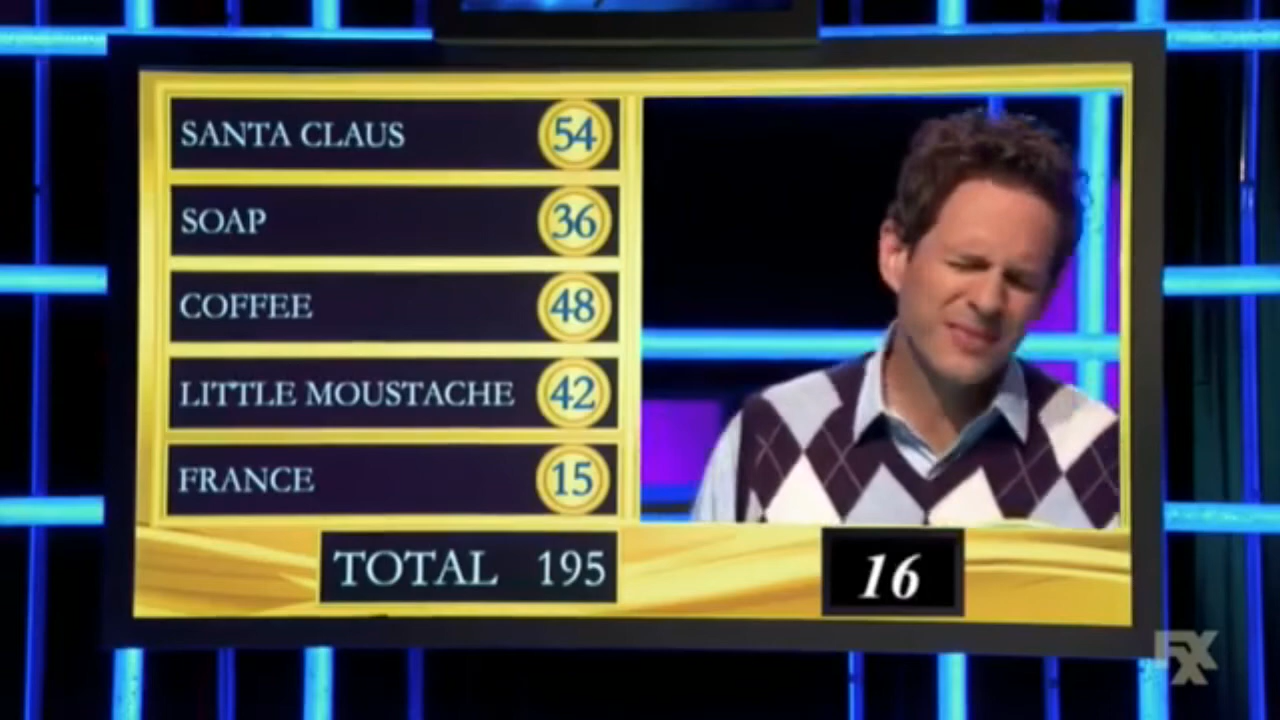 SANTA CLAUS 54
SOAP 36
COFFEE 48
LITTLE MOUSTACHE 42
FRANCE 15
TOTAL 195
16
FX